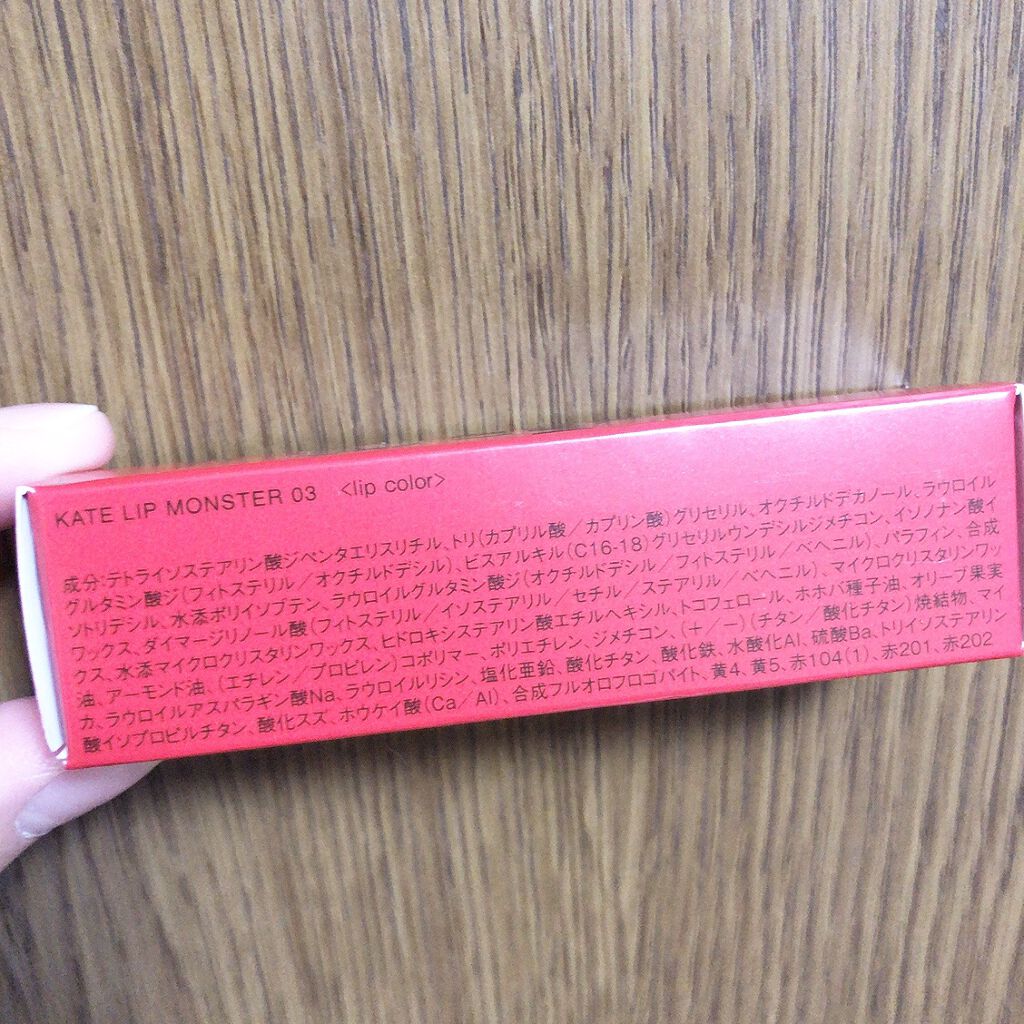 KATE LIP MONSTER 03 <lip color>
成分:テトライソステアリン酸ジペンタエリスリチル、トリ(カプリル酸/カプリン酸)グリセリル、オクチルドデカノール、ラウロイル
グルタミン酸ジ(フィトステリル/オクチルドデシル)、ビスアルキル(C16-18)グリセリルウンデシルジメチコン、イソノナン酸イ
ソトリデシル、水添ポリイソブテン、ラウロイルグルタミン酸ジ(オクチルドデシル/フィトステリル/ベヘニル)、パラフィン、合成
ワックス、ダイマージリノール酸(フィトステリル/イソステアリル/セチル/ステアリル/ベヘニル)、マイクロクリスタリンワッ
クス、水添マイクロクリスタリンワックス、ヒドロキシステアリン酸エチルヘキシル、トコフェロール、ホホバ種子油、オリーブ果実
油、アーモンド油、(エチレン/プロピレン)コポリマー、ポリエチレン、ジメチコン、(+/-)(チタン/酸化チタン)焼結物、マイ
カ、ラウロイルアスパラギン酸Na、ラウロイルリシン、塩化亜鉛、酸化チタン、酸化鉄、水酸化Al、硫酸Ba、トリイソステアリン
酸イソプロピルチタン、酸化スズ、ホウケイ酸(Ca/Al)、合成フルオロフロゴパイト、黄4、黄5、赤104(1)、赤201、赤202